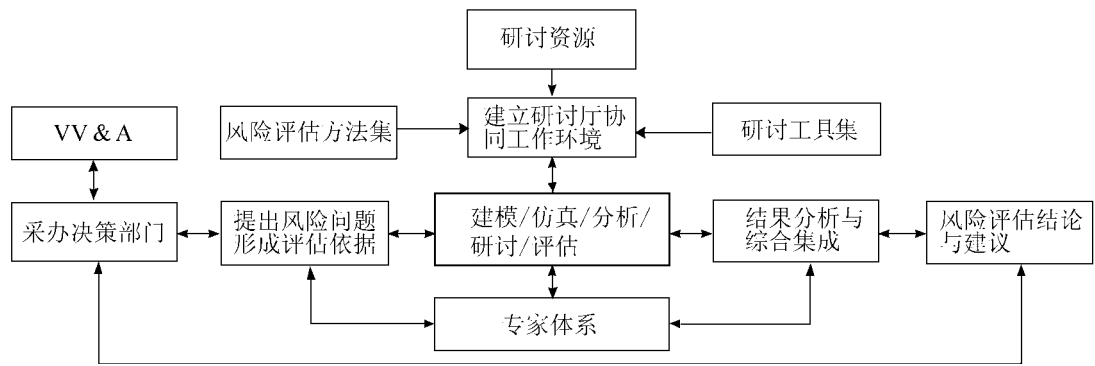 研讨资源
VV&A
风险评估方法集
建立研讨厅协
同工作环境
研讨工具集
采办决策部门
提出风险问题
形成评估依据
建模/仿真/分析/
研讨/评估
结果分析与
综合集成
风险评估结论
与建议
专家体系